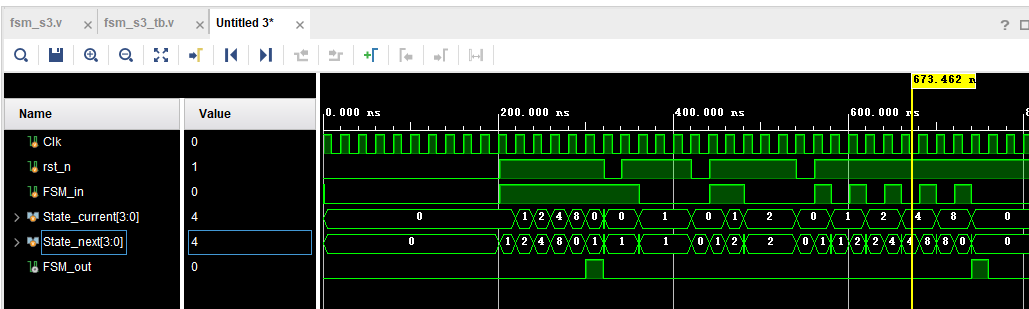 fsm_s3.v × fsm_s3_tb.v × Untitled 3* ×
?
673.462 n
Name Value
0.000 ns 200.000 ns 400.000 ns 600.000 ns 8
Clk 0
rst_n 1
FSM_in 0
State_current[3:0] 4 0 1 2 4 8 0 0 1 0 1 2 0 1 2 4 8 0
State_next[3:0] 4 0 1 2 4 8 0 1 1 1 0 1 2 2 0 1 1 2 2 4 4 8 8 0 0
FSM_out 0